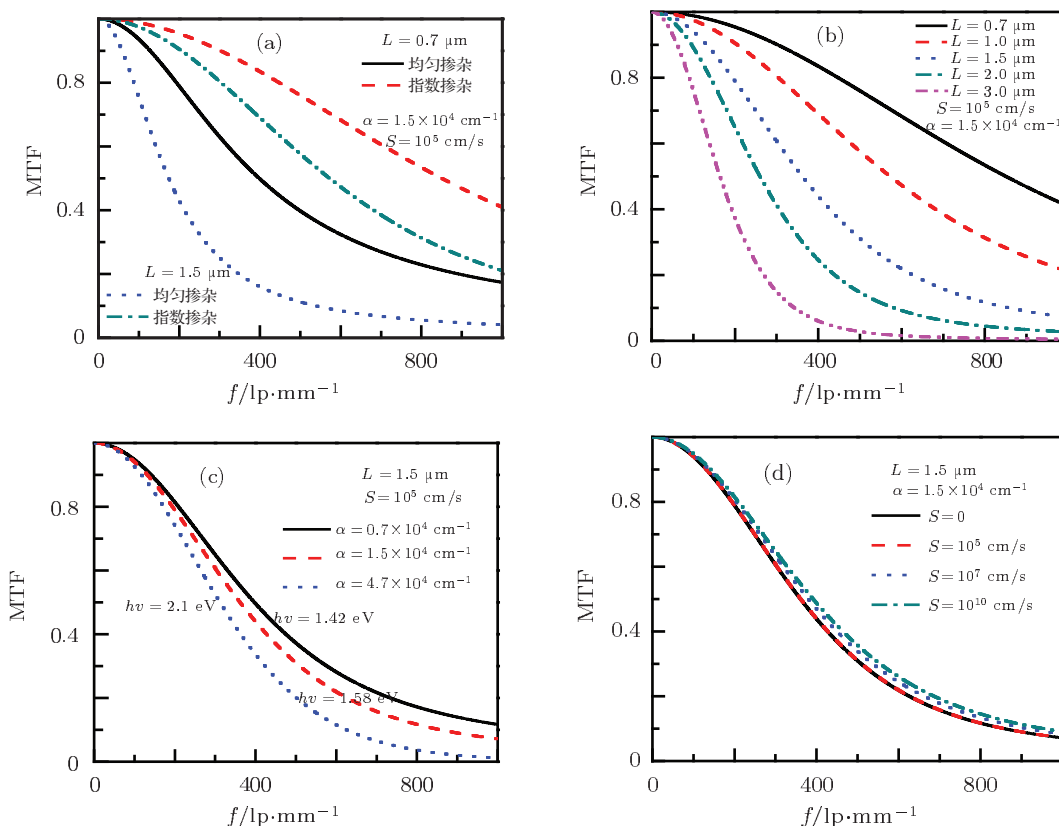 (a)
L = 0.7 μm
均匀掺杂
指数掺杂
α = 1.5×10⁴ cm⁻¹
S = 10⁵ cm/s
L = 1.5 μm
均匀掺杂
指数掺杂
MTF
0.8
0.4
0
0 400 800
f/lp·mm⁻¹
(b)
L = 0.7 μm
L = 1.0 μm
L = 1.5 μm
L = 2.0 μm
L = 3.0 μm
S = 10⁵ cm/s
α = 1.5×10⁴ cm⁻¹
MTF
0.8
0.4
0
0 400 800
f/lp·mm⁻¹
(c)
L = 1.5 μm
S = 10⁵ cm/s
α = 0.7×10⁴ cm⁻¹
α = 1.5×10⁴ cm⁻¹
α = 4.7×10⁴ cm⁻¹
hν = 2.1 eV
hν = 1.42 eV
hν = 1.58 eV
MTF
0.8
0.4
0
0 400 800
f/lp·mm⁻¹
(d)
L = 1.5 μm
α = 1.5×10⁴ cm⁻¹
S = 0
S = 10⁵ cm/s
S = 10⁷ cm/s
S = 10¹⁰ cm/s
MTF
0.8
0.4
0
0 400 800
f/lp·mm⁻¹